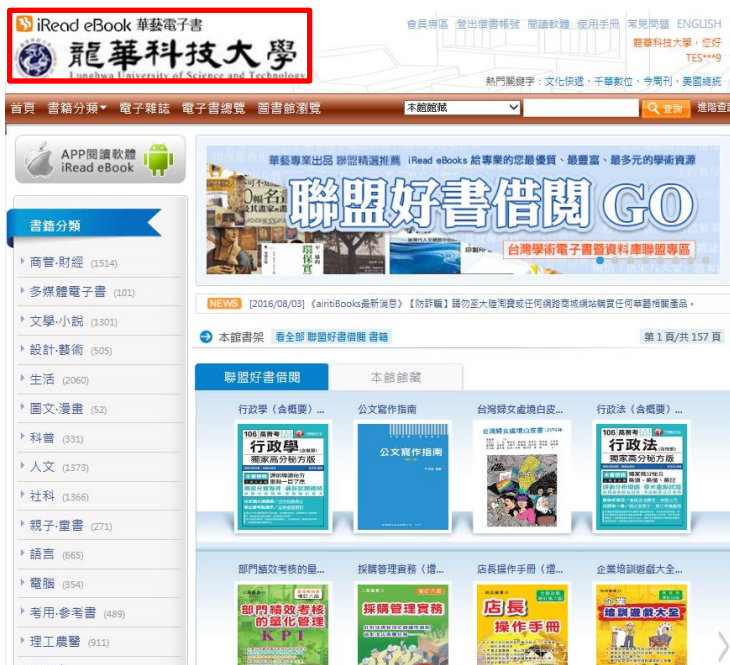 iRead eBook 華藝電子書
龍華科技大學
Lunghwa University of Science and Technology
會員專區 登出借書帳號 閱讀軟體 使用手冊 常見問題 ENGLISH
龍華科技大學，您好
TES***9
熱門關鍵字：文化快遞、千華數位、今周刊、美國總統
首頁 書籍分類 電子雜誌 電子書總覽 圖書館瀏覽
本館館藏
查詢 進階查
APP閱讀軟體
iRead eBook
華藝專業出品 聯盟精選推薦 iRead eBooks 給專業的您最優質、最豐富、最多元的學術資源
聯盟好書借閱 GO
台灣學術電子書暨資料庫聯盟專區
書籍分類
商管‧財經 (1514)
多媒體電子書 (101)
文學‧小說 (1301)
設計‧藝術 (505)
生活 (2060)
圖文‧漫畫 (52)
科普 (331)
人文 (1373)
社科 (1366)
親子‧童書 (271)
語言 (665)
電腦 (354)
考用‧參考書 (489)
理工農醫 (911)
NEWS [2016/08/03]《airitiBooks最新消息》【防詐騙】請勿至大陸淘寶或任何網路商城網站購買任何華藝相關產品。
本館書架 看全部 聯盟好書借閱 書籍
第 1 頁/共 157 頁
聯盟好書借閱
本館館藏
行政學（含概要）...
公文寫作指南
台灣婦女處境白皮...
行政法（含概要）...
106 高普考
行政學(含概要)
獨家高分秘方版
公文寫作指南
台灣婦女處境白皮書:2014年
106 高普考
行政法(含概要)
獨家高分秘方版
部門績效考核的量...
採購管理實務（增...
店長操作手冊（增...
企業培訓遊戲大全...
部門績效考核
的量化管理
KPI
採購管理實務
店長
操作手冊
企業
培訓遊戲大全